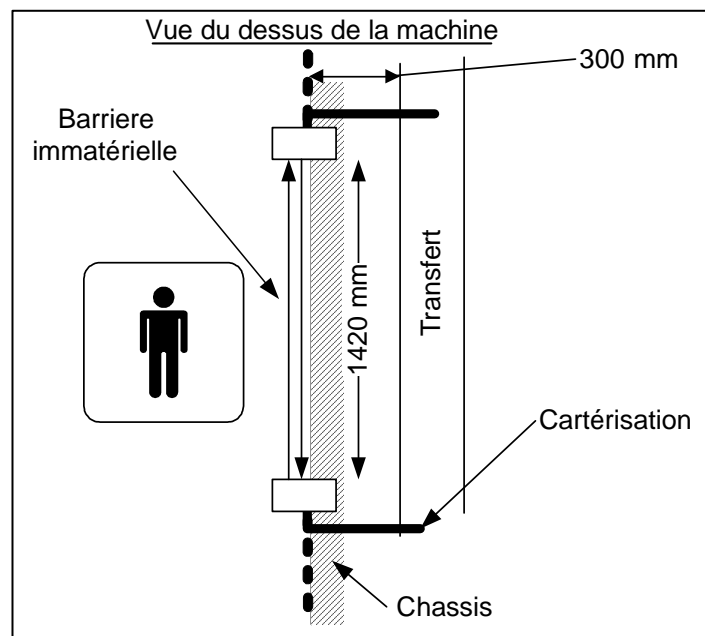 Vue du dessus de la machine
300 mm
Barriere
immatérielle
1420 mm
Transfert
Cartérisation
Chassis